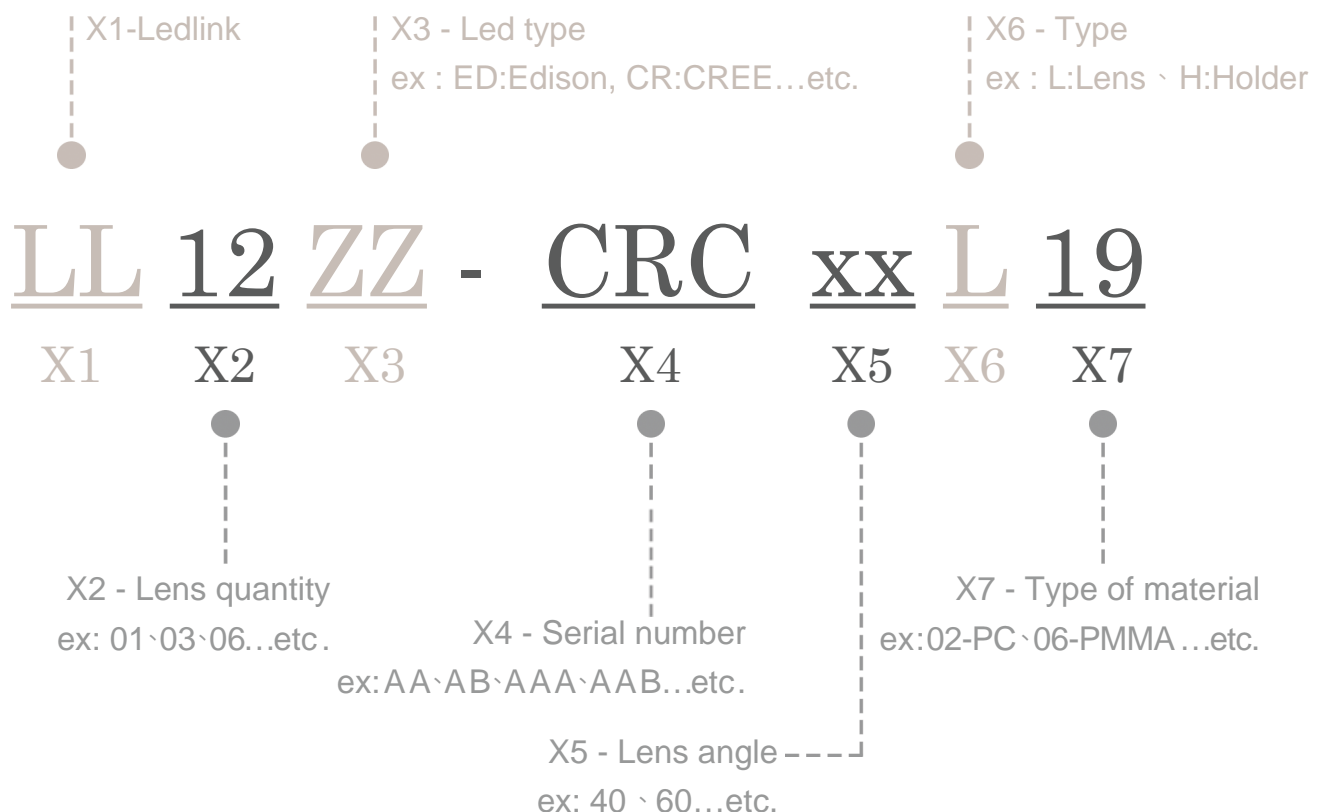 X1-Ledlink
X3 - Led type
ex : ED:Edison, CR:CREE…etc.
X6 - Type
ex : L:Lens、H:Holder
LL 12 ZZ - CRC xx L 19
X1 X2 X3 X4 X5 X6 X7
X2 - Lens quantity
ex: 01、03、06…etc.
X4 - Serial number
ex:AA、AB、AAA、AAB…etc.
X7 - Type of material
ex:02-PC、06-PMMA…etc.
X5 - Lens angle
ex: 40、60…etc.